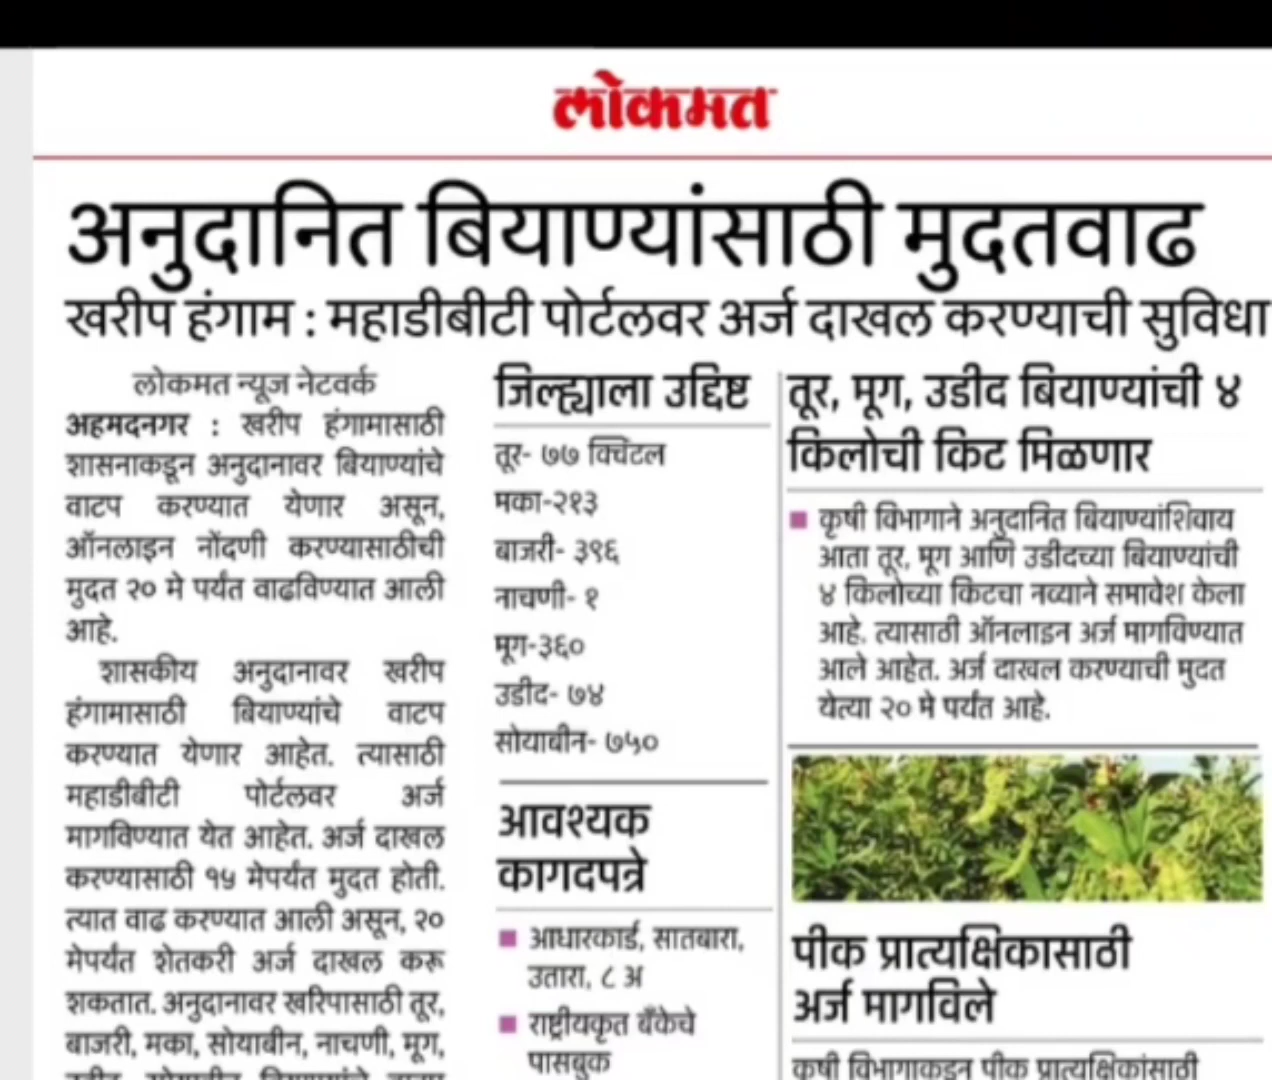 लोकमत
अनुदानित बियाण्यांसाठी मुदतवाढ
खरीप हंगाम : महाडीबीटी पोर्टलवर अर्ज दाखल करण्याची सुविधा
लोकमत न्यूज नेटवर्क
अहमदनगर : खरीप हंगामासाठी
शासनाकडून अनुदानावर बियाण्यांचे
वाटप करण्यात येणार असून,
ऑनलाइन नोंदणी करण्यासाठीची
मुदत २० मे पर्यंत वाढविण्यात आली
आहे.
शासकीय अनुदानावर खरीप
हंगामासाठी बियाण्यांचे वाटप
करण्यात येणार आहेत. त्यासाठी
महाडीबीटी पोर्टलवर अर्ज
मागविण्यात येत आहेत. अर्ज दाखल
करण्यासाठी १५ मेपर्यंत मुदत होती.
त्यात वाढ करण्यात आली असून, २०
मेपर्यंत शेतकरी अर्ज दाखल करू
शकतात. अनुदानावर खरिपासाठी तूर,
बाजरी, मका, सोयाबीन, नाचणी, मूग,
जिल्ह्याला उद्दिष्ट
तूर- ७७ क्विंटल
मका-२१३
बाजरी- ३९६
नाचणी- १
मूग-३६०
उडीद- ७४
सोयाबीन- ७५०
आवश्यक
कागदपत्रे
आधारकार्ड, सातबारा,
उतारा, ८ अ
राष्ट्रीयकृत बँकेचे
पासबुक
तूर, मूग, उडीद बियाण्यांची ४
किलोची किट मिळणार
कृषी विभागाने अनुदानित बियाण्यांशिवाय
आता तूर, मूग आणि उडीदच्या बियाण्यांची
४ किलोच्या किटचा नव्याने समावेश केला
आहे. त्यासाठी ऑनलाइन अर्ज मागविण्यात
आले आहेत. अर्ज दाखल करण्याची मुदत
येत्या २० मे पर्यंत आहे.
पीक प्रात्यक्षिकासाठी
अर्ज मागविले
कृषी विभागाकडून पीक प्रात्यक्षिकांसाठी